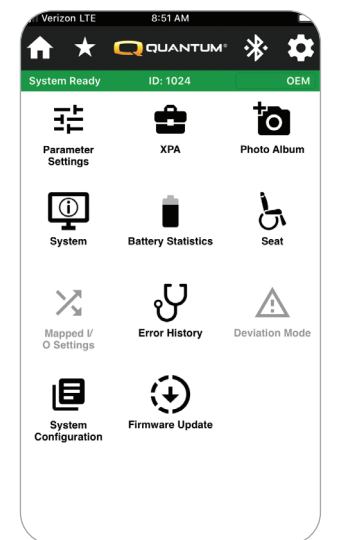 Verizon LTE 8:51 AM
QUANTUM®
System Ready ID: 1024 OEM
Parameter
Settings
XPA
Photo Album
System
Battery Statistics
Seat
Mapped I/
O Settings
Error History
Deviation Mode
System
Configuration
Firmware Update